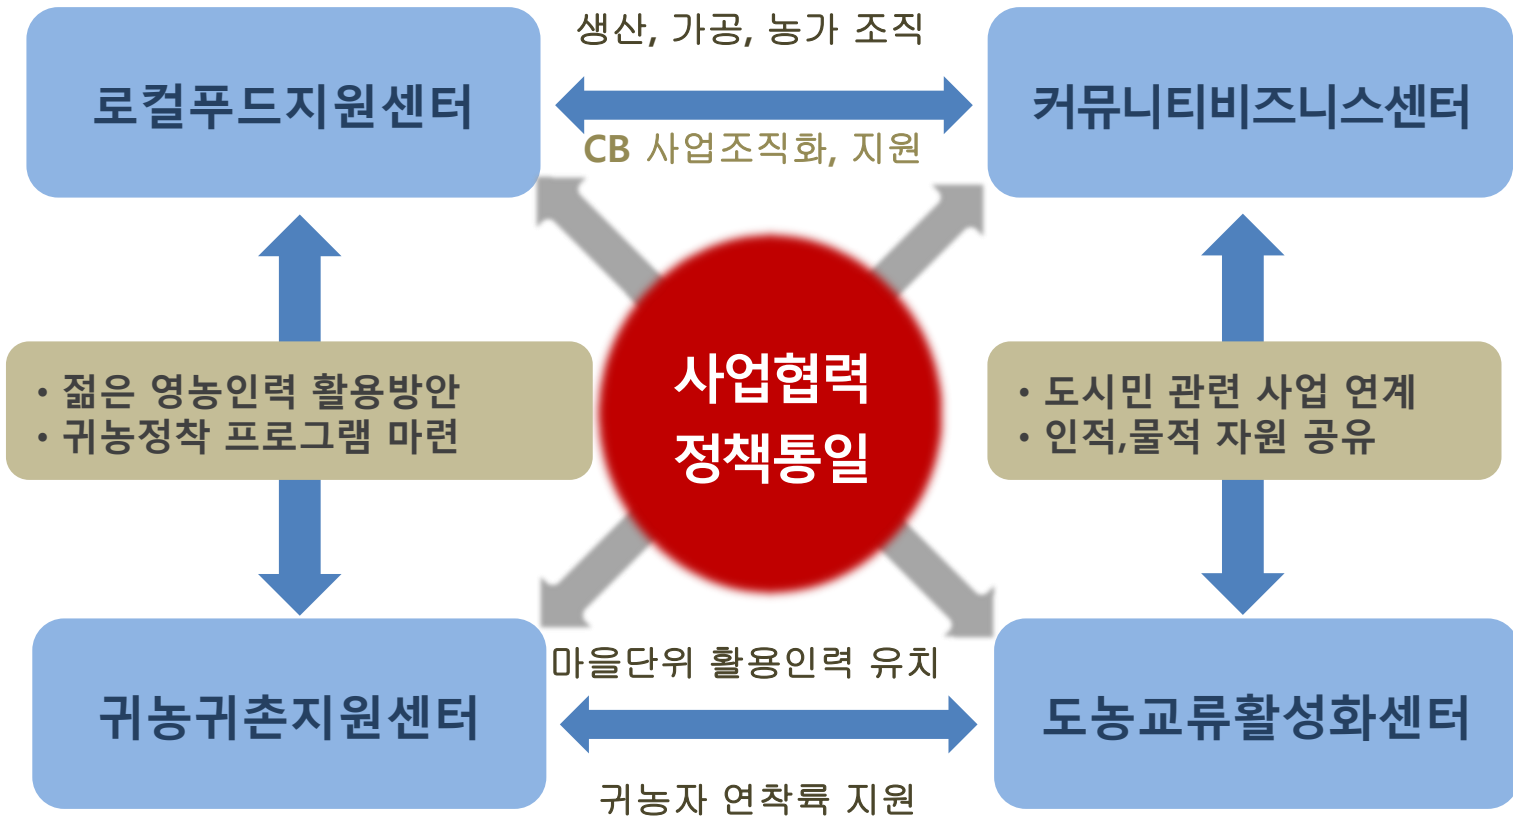 생산, 가공, 농가 조직
로컬푸드지원센터
커뮤니티비즈니스센터
CB 사업조직화, 지원
사업협력
정책통일
• 젊은 영농인력 활용방안
• 귀농정착 프로그램 마련
• 도시민 관련 사업 연계
• 인적,물적 자원 공유
마을단위 활용인력 유치
귀농귀촌지원센터
도농교류활성화센터
귀농자 연착륙 지원